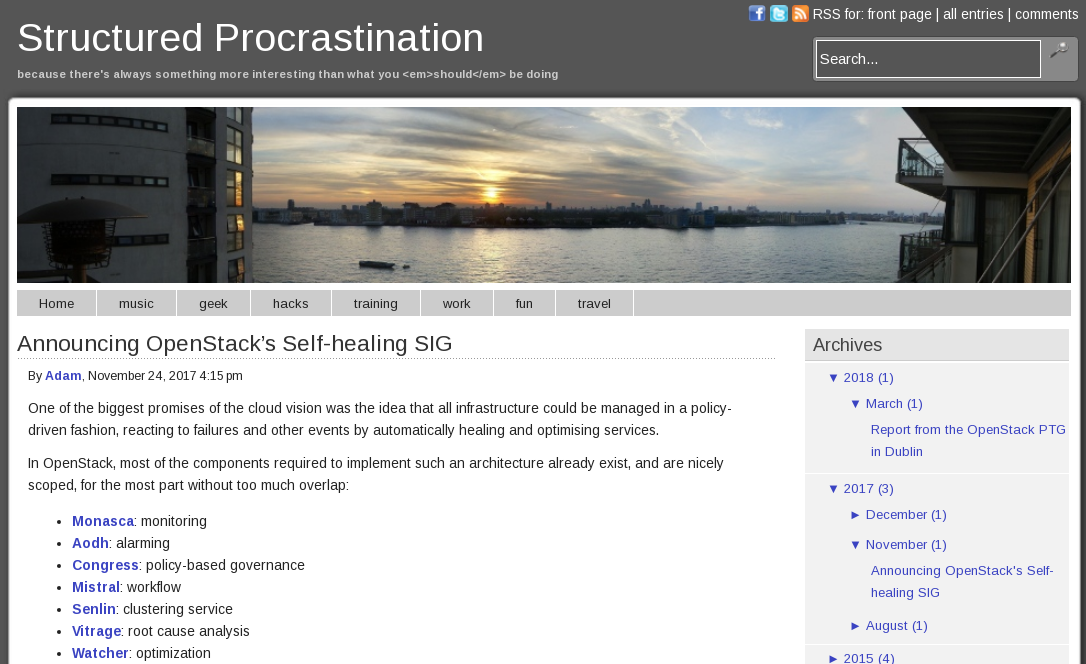 RSS for: front page | all entries | comments
Structured Procrastination
because there's always something more interesting than what you <em>should</em> be doing
Search...
Home music geek hacks training work fun travel
Announcing OpenStack’s Self-healing SIG
By Adam, November 24, 2017 4:15 pm
One of the biggest promises of the cloud vision was the idea that all infrastructure could be managed in a policy-
driven fashion, reacting to failures and other events by automatically healing and optimising services.
In OpenStack, most of the components required to implement such an architecture already exist, and are nicely
scoped, for the most part without too much overlap:
• Monasca: monitoring
• Aodh: alarming
• Congress: policy-based governance
• Mistral: workflow
• Senlin: clustering service
• Vitrage: root cause analysis
• Watcher: optimization
Archives
▼ 2018 (1)
▼ March (1)
Report from the OpenStack PTG
in Dublin
▼ 2017 (3)
► December (1)
▼ November (1)
Announcing OpenStack's Self-
healing SIG
► August (1)
► 2015 (4)